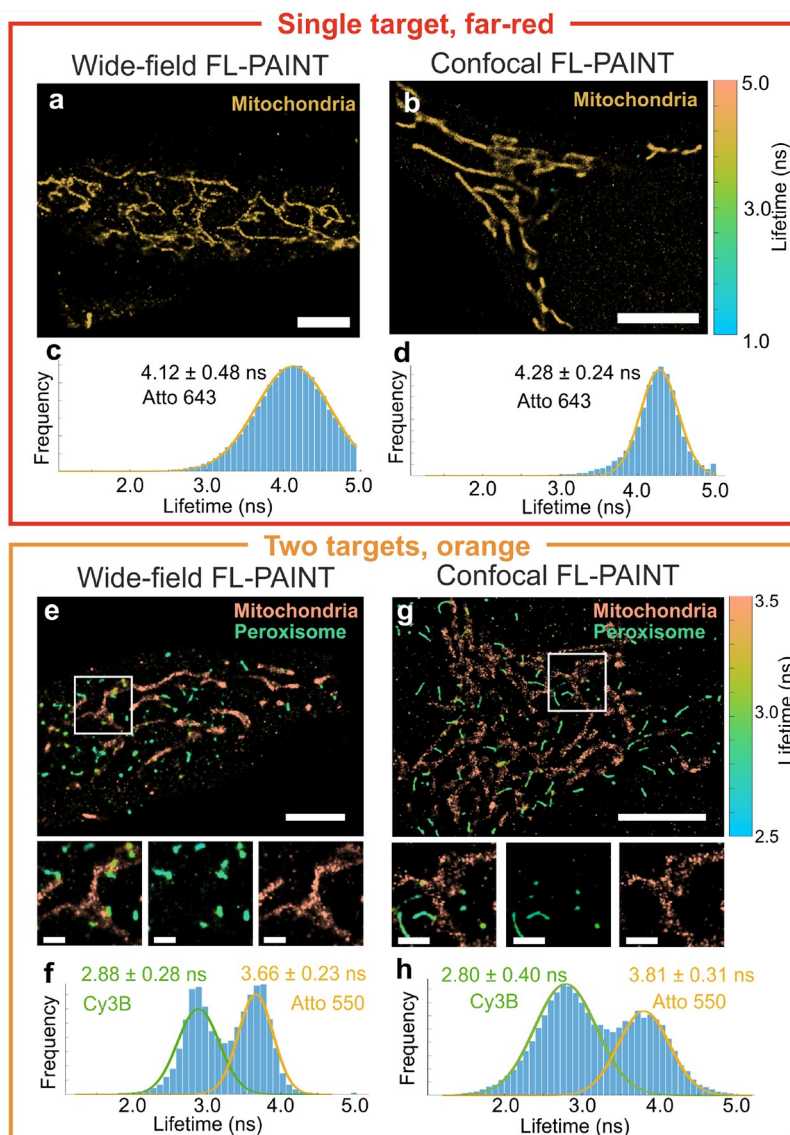 Single target, far-red
Wide-field FL-PAINT
Confocal FL-PAINT
a
Mitochondria
b
Mitochondria
5.0
3.0
1.0
Lifetime (ns)
c
4.12 ± 0.48 ns
Atto 643
Frequency
2.0 3.0 4.0 5.0
Lifetime (ns)
d
4.28 ± 0.24 ns
Atto 643
Frequency
2.0 3.0 4.0 5.0
Lifetime (ns)
Two targets, orange
Wide-field FL-PAINT
Confocal FL-PAINT
e
Mitochondria
Peroxisome
g
Mitochondria
Peroxisome
3.5
3.0
2.5
Lifetime (ns)
f
2.88 ± 0.28 ns
Cy3B
3.66 ± 0.23 ns
Atto 550
Frequency
2.0 3.0 4.0 5.0
Lifetime (ns)
h
2.80 ± 0.40 ns
Cy3B
3.81 ± 0.31 ns
Atto 550
Frequency
2.0 3.0 4.0 5.0
Lifetime (ns)